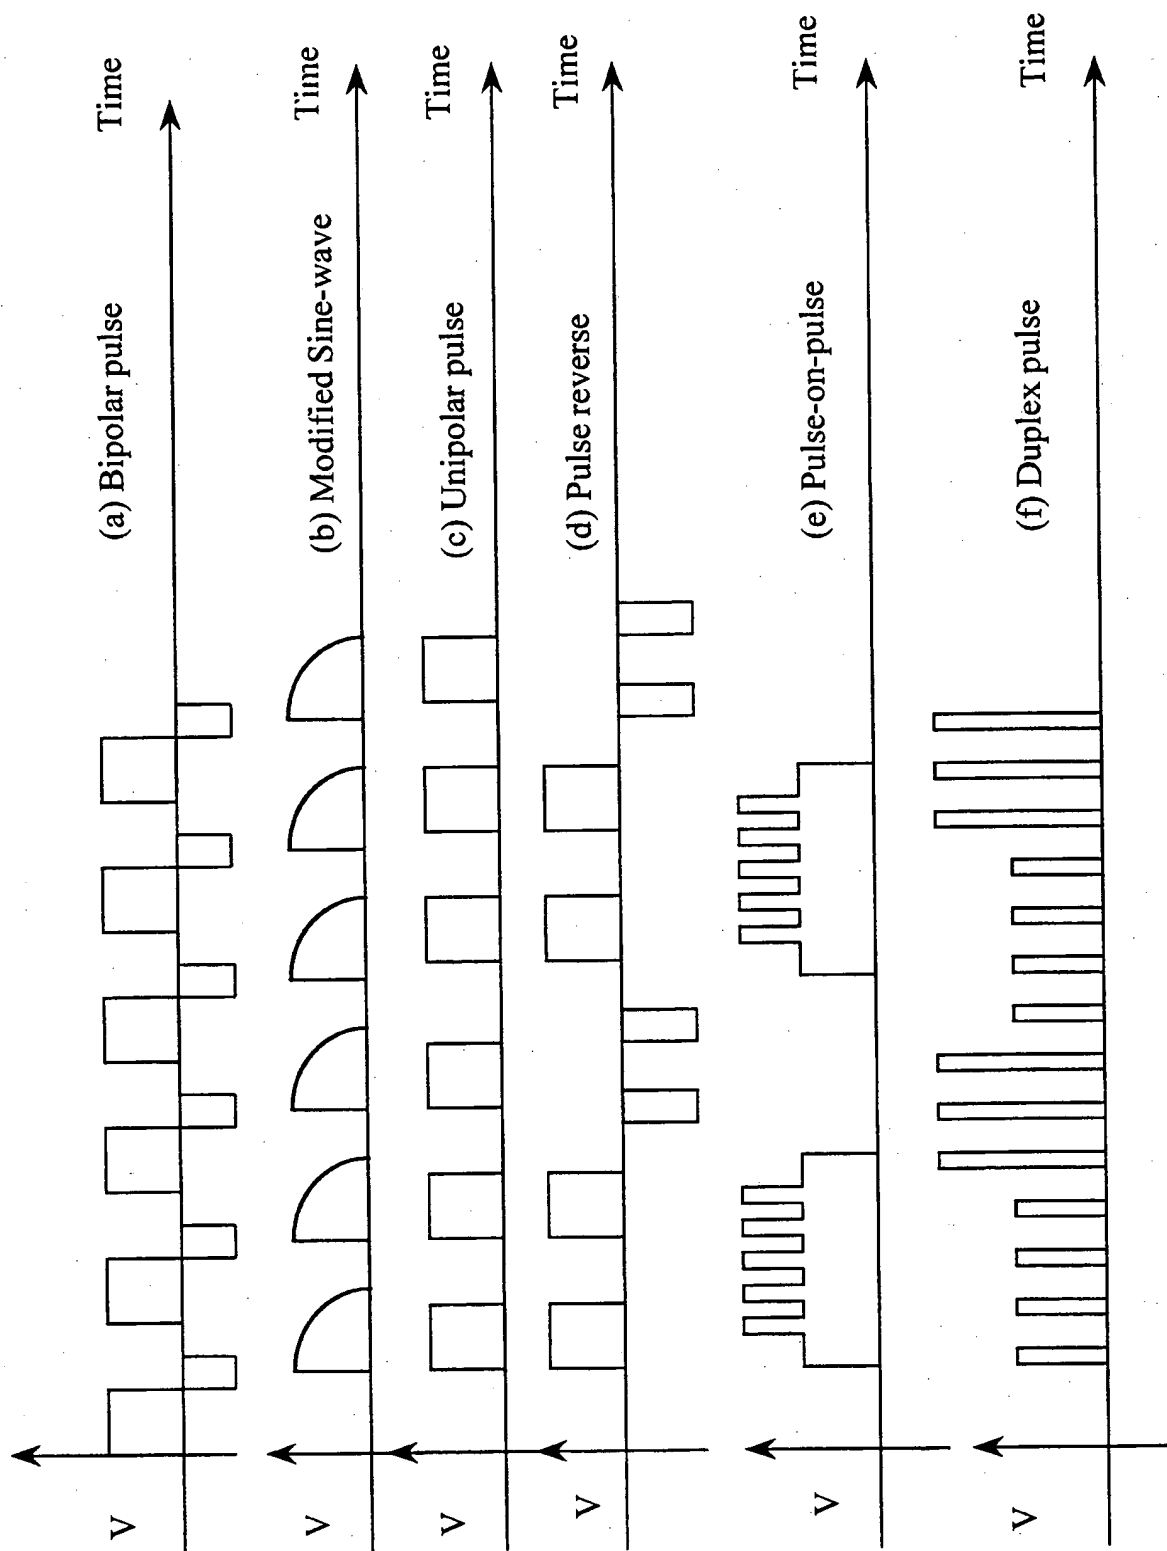 V
(a) Bipolar pulse
Time
V
(b) Modified Sine-wave
Time
V
(c) Unipolar pulse
Time
V
(d) Pulse reverse
Time
V
(e) Pulse-on-pulse
Time
V
(f) Duplex pulse
Time